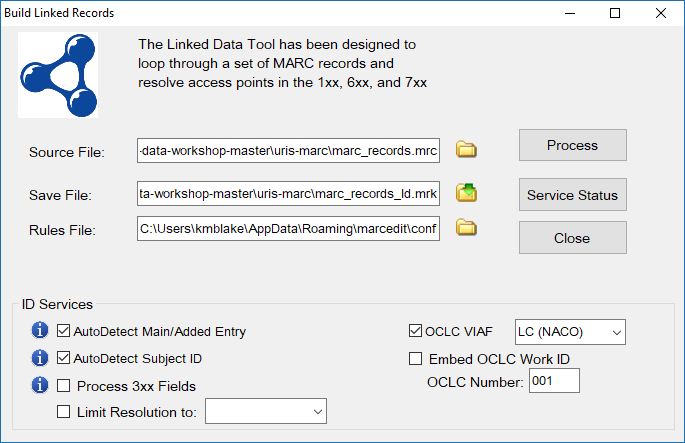 Build Linked Records
The Linked Data Tool has been designed to
loop through a set of MARC records and
resolve access points in the 1xx, 6xx, and 7xx
Source File:
-data-workshop-master\uris-marc\marc_records.mrc
Process
Save File:
ta-workshop-master\uris-marc\marc_records_ld.mrk
Service Status
Rules File:
C:\Users\kmblake\AppData\Roaming\marcedit\conf
Close
ID Services
AutoDetect Main/Added Entry
OCLC VIAF
LC (NACO)
AutoDetect Subject ID
Embed OCLC Work ID
Process 3xx Fields
OCLC Number:
001
Limit Resolution to: